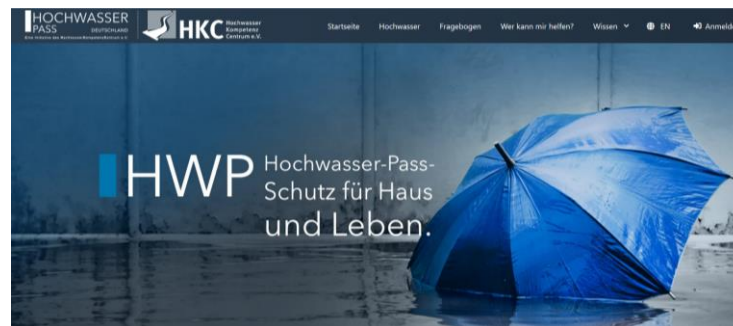 HOCHWASSER
PASS DEUTSCHLAND
HKC Hochwasser
Kompetenz
Centrum e.V.
Startseite Hochwasser Fragebogen Wer kann mir helfen? Wissen EN Anmelde
HWP
Hochwasser-Pass-
Schutz für Haus
und Leben.